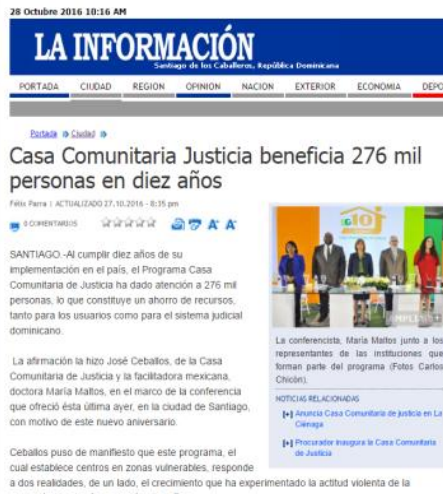 28 Octubre 2016 10:16 AM
LA INFORMACIÓN
Santiago de los Caballeros, República Dominicana
PORTADA CIUDAD REGION OPINION NACION EXTERIOR ECONOMIA DEPO
Portada Ciudad
Casa Comunitaria Justicia beneficia 276 mil
personas en diez años
Félix Parra | ACTUALIZADO 27.10.2016 - 8:35 pm
0 COMENTARIOS
A A
SANTIAGO.-Al cumplir diez años de su
implementación en el país, el Programa Casa
Comunitaria de Justicia ha dado atención a 276 mil
personas, lo que constituye un ahorro de recursos,
tanto para los usuarios como para el sistema judicial
dominicano.
La afirmación la hizo José Ceballos, de la Casa
Comunitaria de Justicia y la facilitadora mexicana,
doctora María Maltos, en el marco de la conferencia
que ofreció ésta última ayer, en la ciudad de Santiago,
con motivo de este nuevo aniversario.
Ceballos puso de manifiesto que este programa, el
cual establece centros en zonas vulnerables, responde
a dos realidades, de un lado, el crecimiento que ha experimentado la actitud violenta de la
10
AMPLIE
La conferencista, María Maltos junto a los
representantes de las instituciones que
forman parte del programa (Fotos Carlos
Chicón).
NOTICIAS RELACIONADAS
[+] Anuncia Casa Comunitaria de justicia en La
Ciénaga
[+] Procurador inaugura la Casa Comunitaria
de Justicia